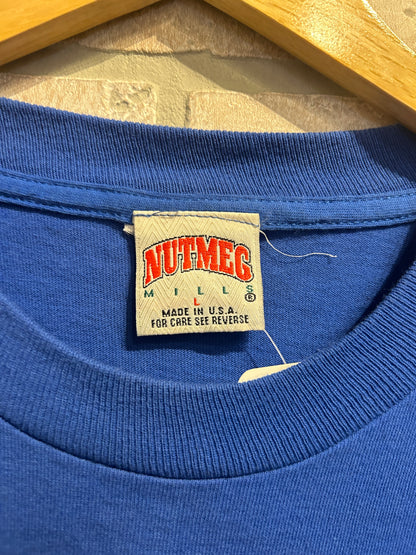 NUTMEG
MILLS ®
L
MADE IN U.S.A.
FOR CARE SEE REVERSE